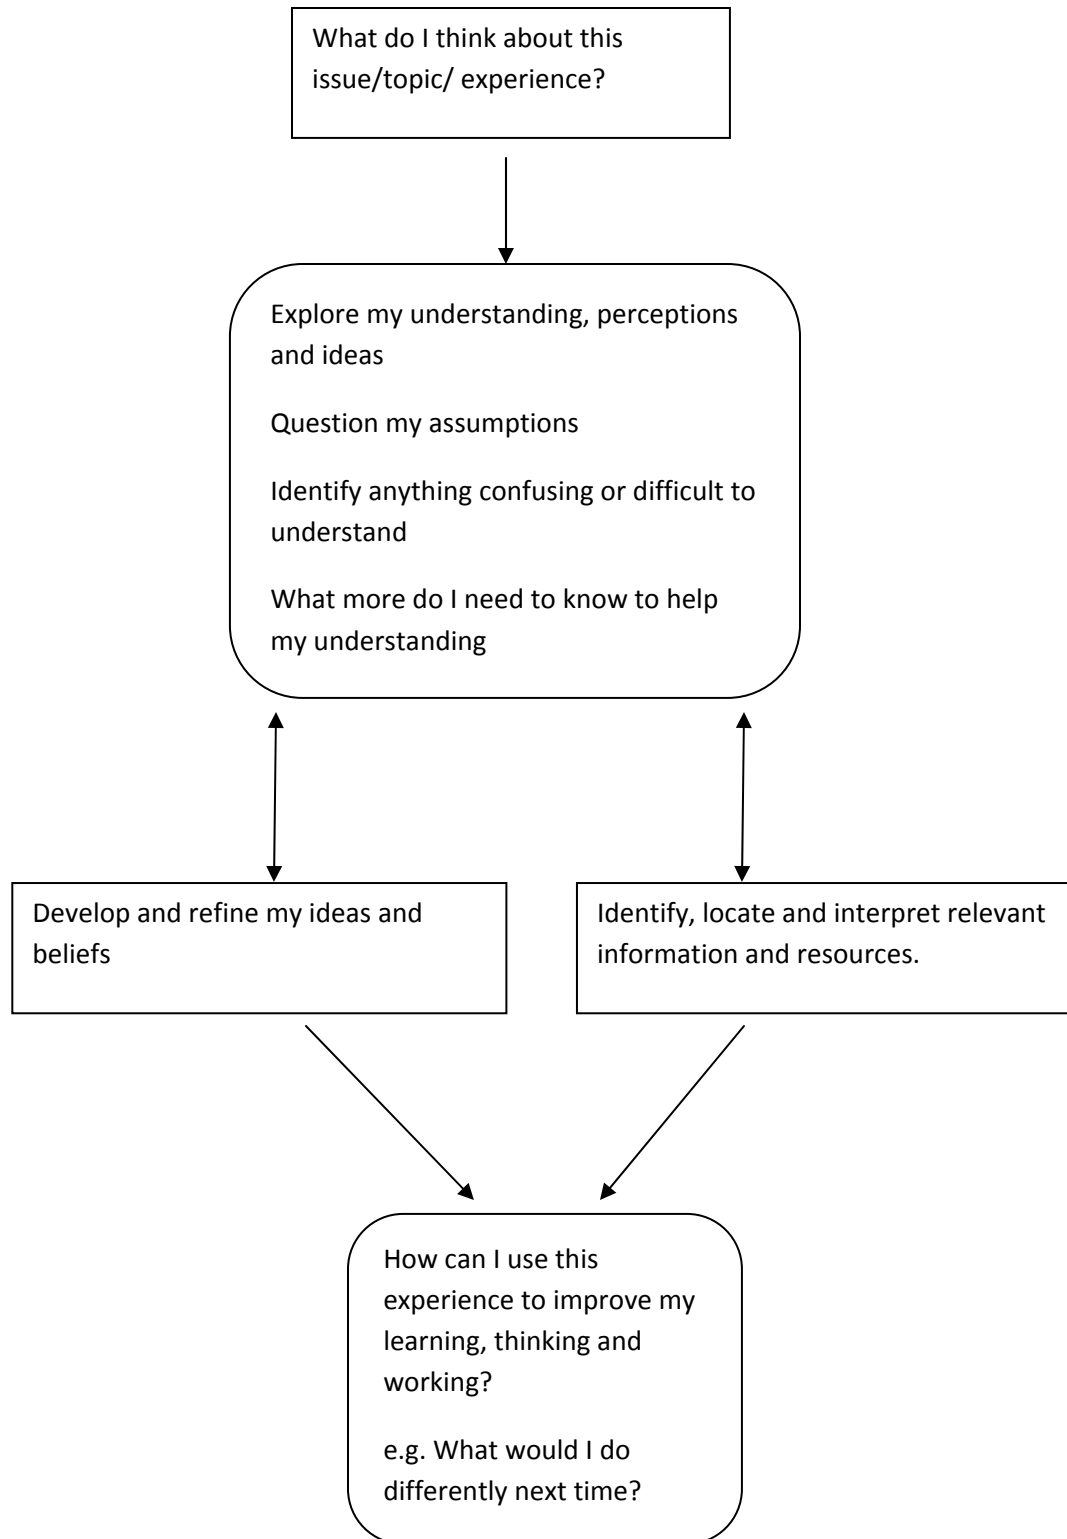 What do I think about this
issue/topic/ experience?
Explore my understanding, perceptions
and ideas
Question my assumptions
Identify anything confusing or difficult to
understand
What more do I need to know to help
my understanding
Develop and refine my ideas and
beliefs
Identify, locate and interpret relevant
information and resources.
How can I use this
experience to improve my
learning, thinking and
working?
e.g. What would I do
differently next time?